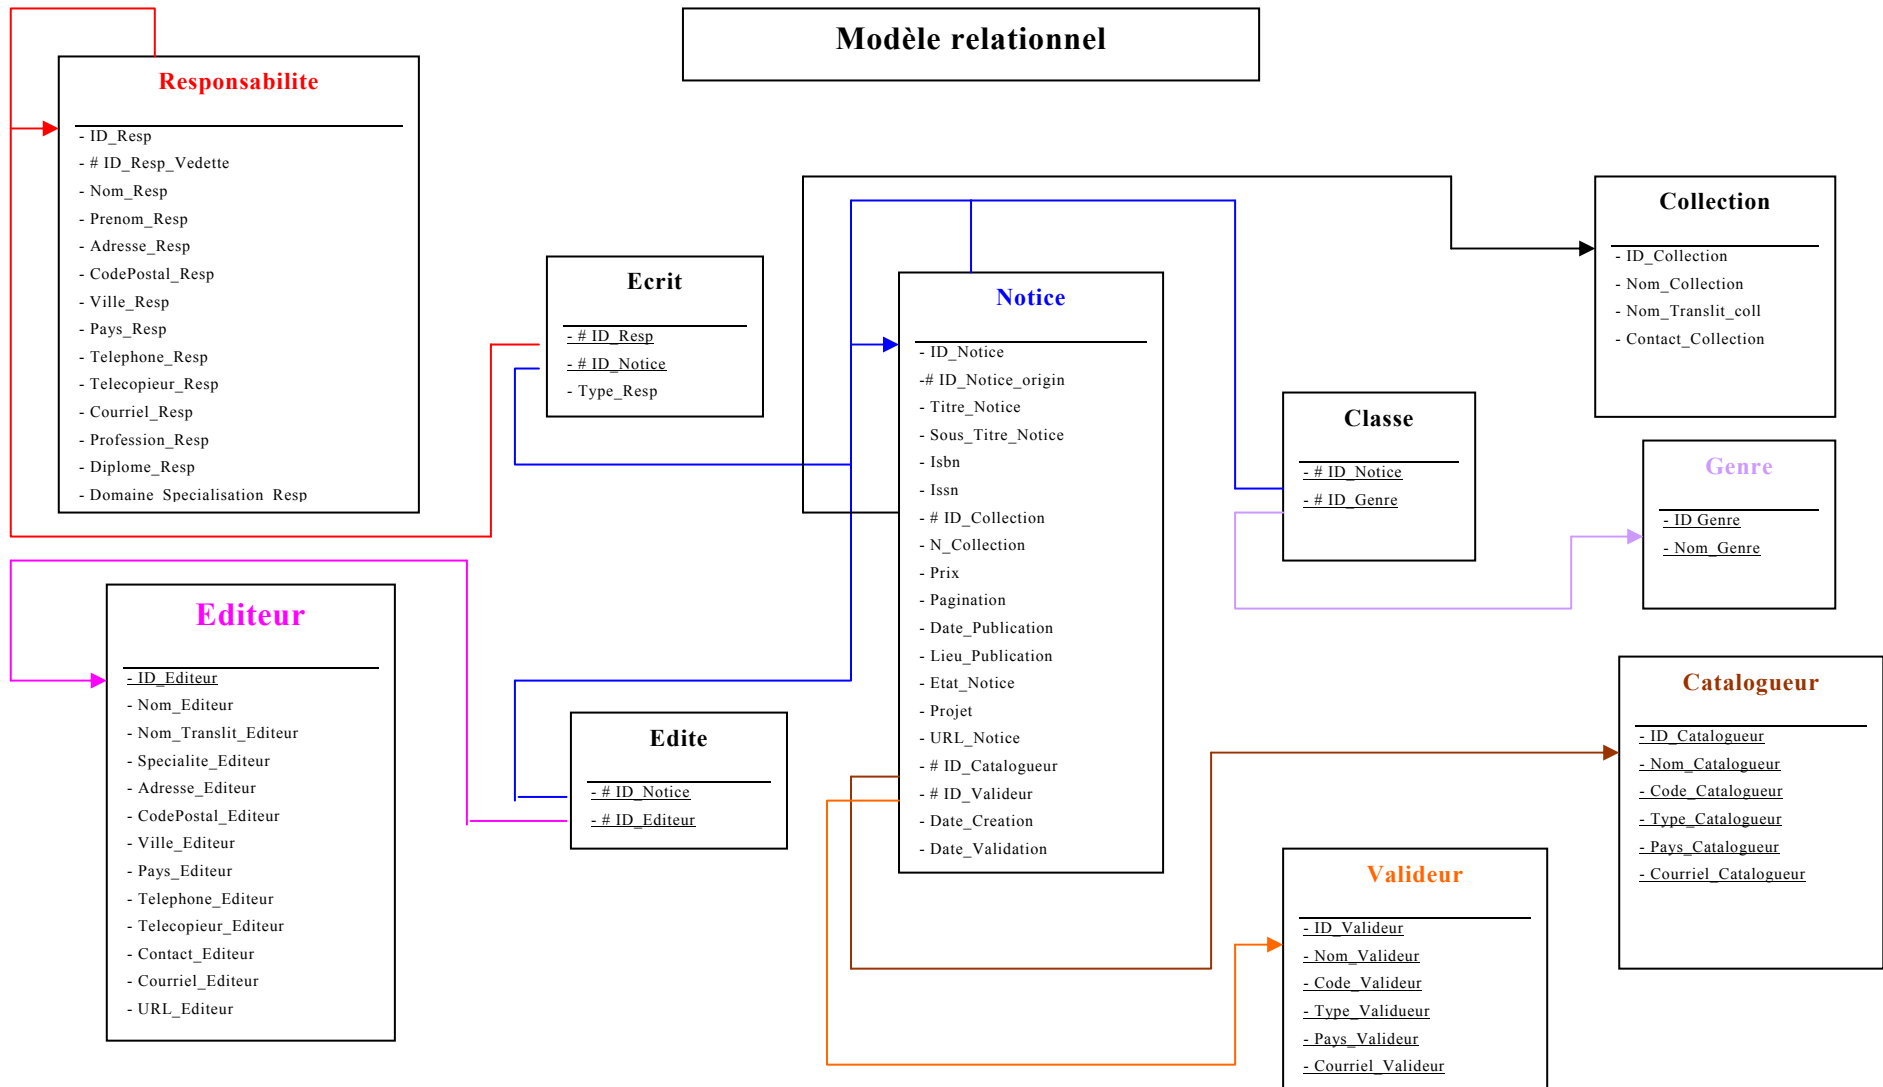 Modèle relationnel
Responsabilite
- ID_Resp
- # ID_Resp_Vedette
- Nom_Resp
- Prenom_Resp
- Adresse_Resp
- CodePostal_Resp
- Ville_Resp
- Pays_Resp
- Telephone_Resp
- Telecopieur_Resp
- Courriel_Resp
- Profession_Resp
- Diplome_Resp
- Domaine_Specialisation_Resp
Ecrit
- # ID_Resp
- # ID_Notice
- Type_Resp
Notice
- ID_Notice
-# ID_Notice_origin
- Titre_Notice
- Sous_Titre_Notice
- Isbn
- Issn
- # ID_Collection
- N_Collection
- Prix
- Pagination
- Date_Publication
- Lieu_Publication
- Etat_Notice
- Projet
- URL_Notice
- # ID_Catalogueur
- # ID_Valideur
- Date_Creation
- Date_Validation
Collection
- ID_Collection
- Nom_Collection
- Nom_Translit_coll
- Contact_Collection
Classe
- # ID_Notice
- # ID_Genre
Genre
- ID Genre
- Nom_Genre
Editeur
- ID_Editeur
- Nom_Editeur
- Nom_Translit_Editeur
- Specialite_Editeur
- Adresse_Editeur
- CodePostal_Editeur
- Ville_Editeur
- Pays_Editeur
- Telephone_Editeur
- Telecopieur_Editeur
- Contact_Editeur
- Courriel_Editeur
- URL_Editeur
Edite
- # ID_Notice
- # ID_Editeur
Catalogueur
- ID_Catalogueur
- Nom_Catalogueur
- Code_Catalogueur
- Type_Catalogueur
- Pays_Catalogueur
- Courriel_Catalogueur
Valideur
- ID_Valideur
- Nom_Valideur
- Code_Valideur
- Type_Validueur
- Pays_Valideur
- Courriel_Valideur